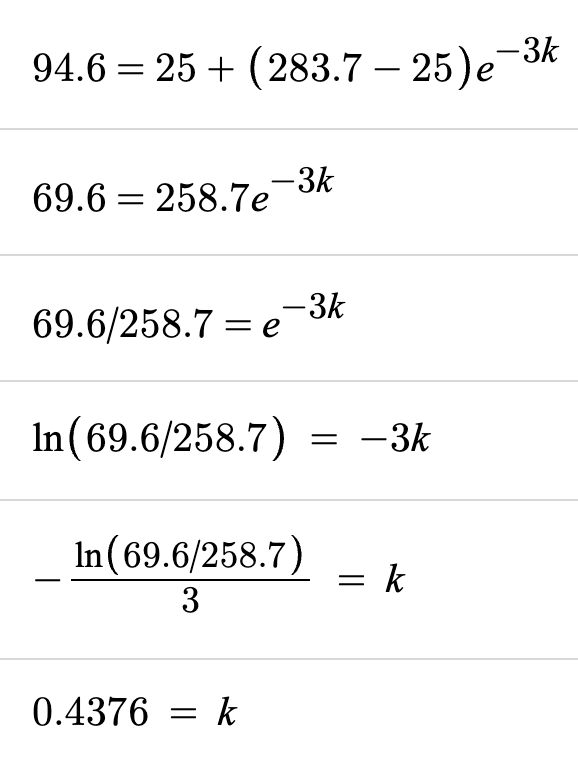 94.6 = 25 + (283.7 − 25)e^{−3k}
69.6 = 258.7e^{−3k}
69.6/258.7 = e^{−3k}
ln(69.6/258.7) = −3k
−\frac{ln(69.6/258.7)}{3} = k
0.4376 = k